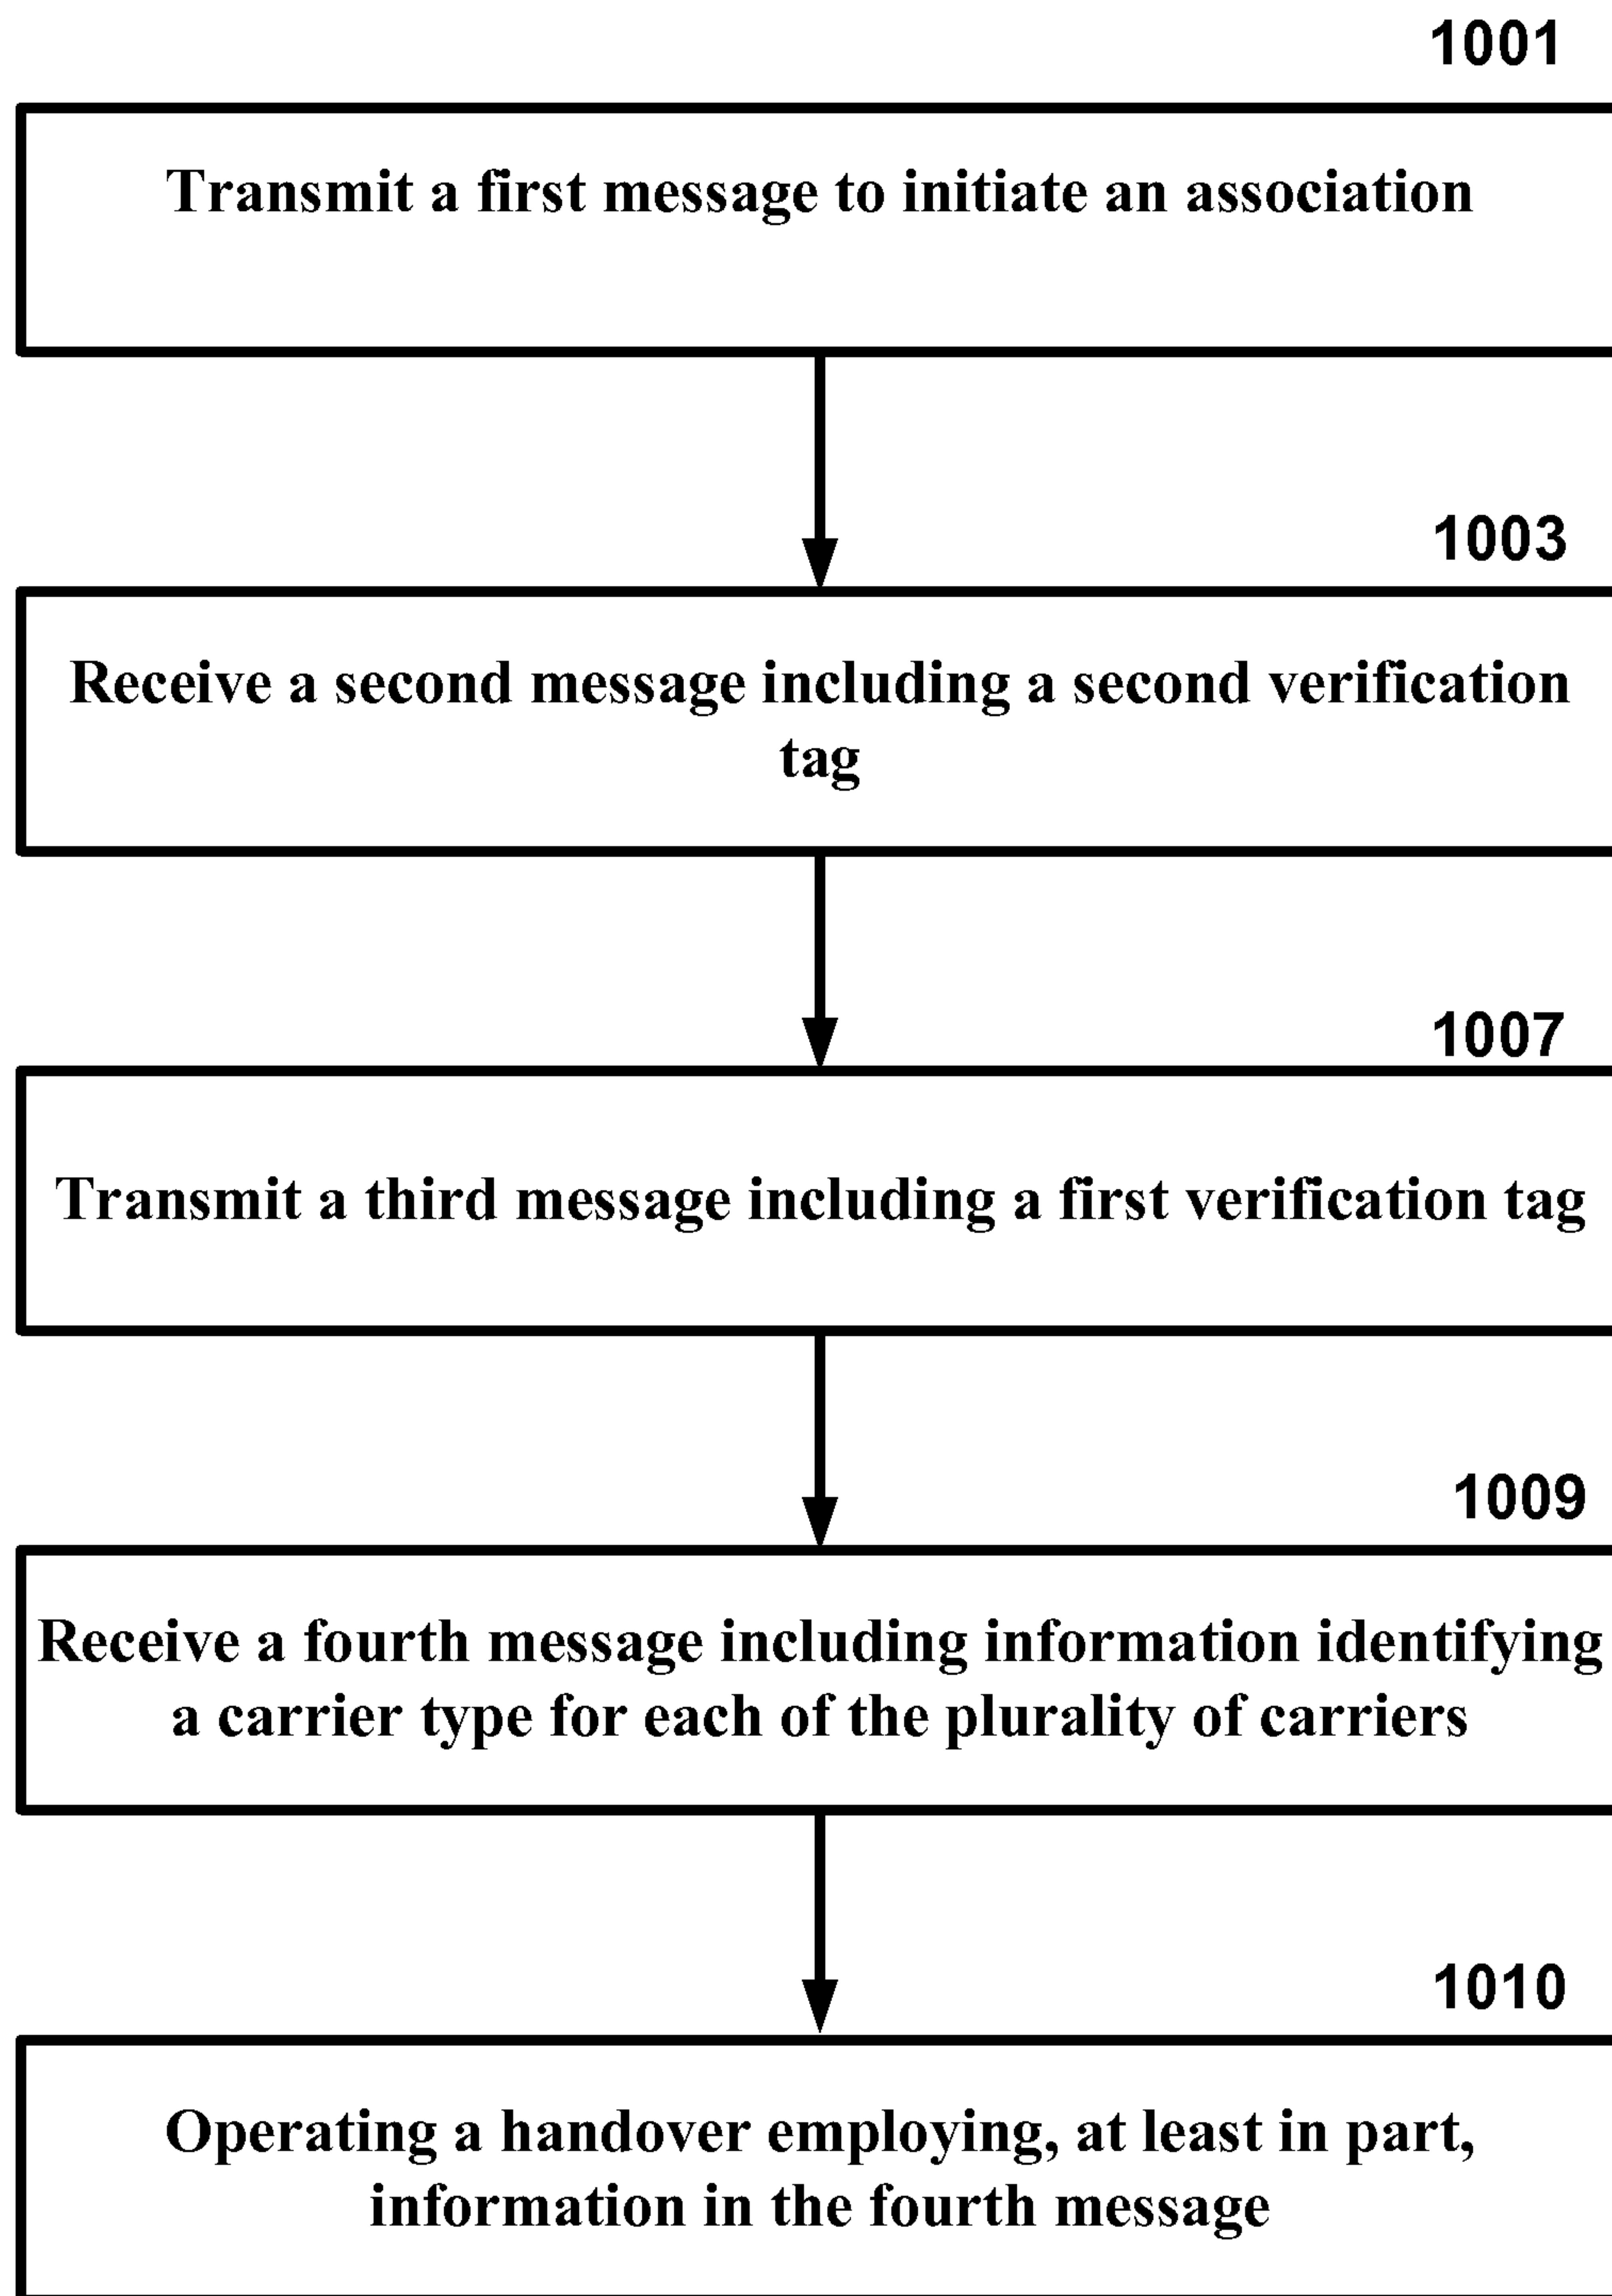 1001
Transmit a first message to initiate an association
1003
Receive a second message including a second verification
tag
1007
Transmit a third message including a first verification tag
1009
Receive a fourth message including information identifying
a carrier type for each of the plurality of carriers
1010
Operating a handover employing, at least in part,
information in the fourth message